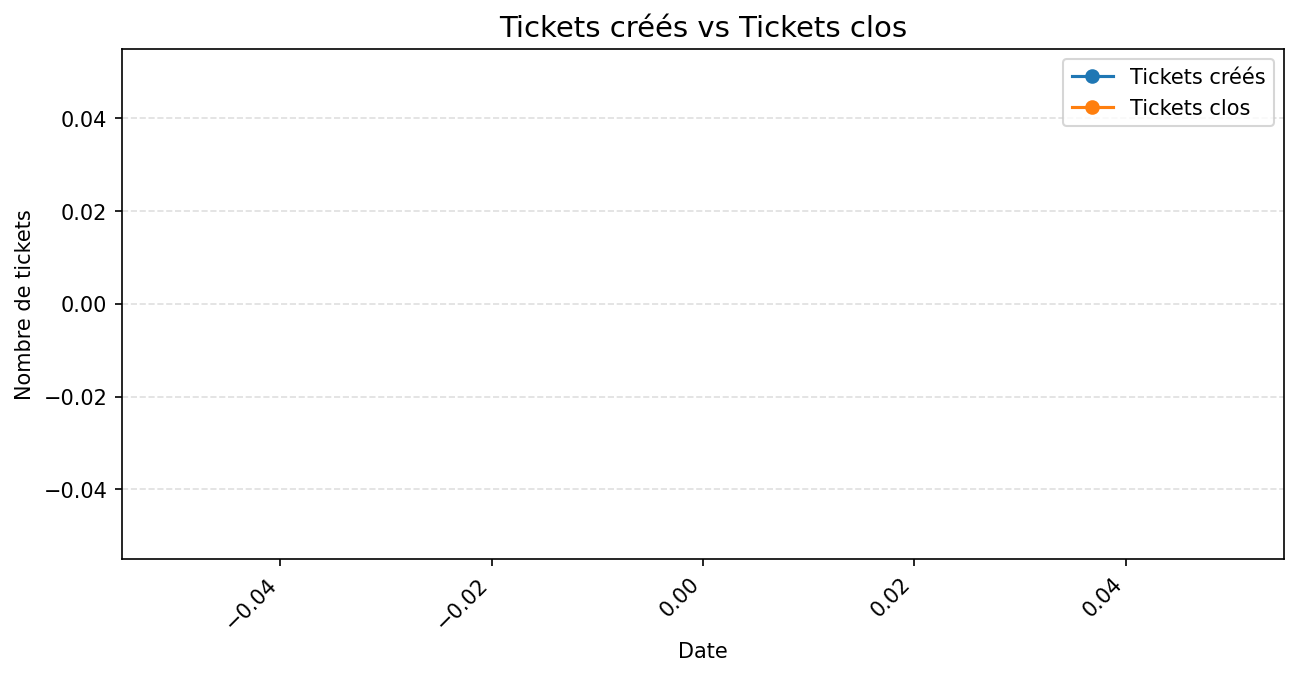 Tickets créés vs Tickets clos
Tickets créés
Tickets clos
Nombre de tickets
0.04
0.02
0.00
−0.02
−0.04
−0.04
−0.02
0.00
0.02
0.04
Date